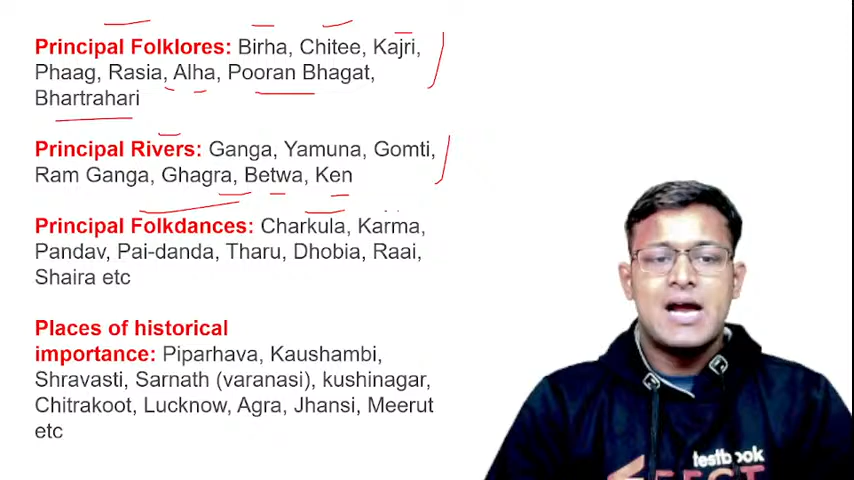 Principal Folklores: Birha, Chitee, Kajri,
Phaag, Rasia, Alha, Pooran Bhagat,
Bhartrahari
Principal Rivers: Ganga, Yamuna, Gomti,
Ram Ganga, Ghagra, Betwa, Ken
Principal Folkdances: Charkula, Karma,
Pandav, Pai-danda, Tharu, Dhobia, Raai,
Shaira etc
Places of historical
importance: Piparhava, Kaushambi,
Shravasti, Sarnath (varanasi), kushinagar,
Chitrakoot, Lucknow, Agra, Jhansi, Meerut
etc
testbook